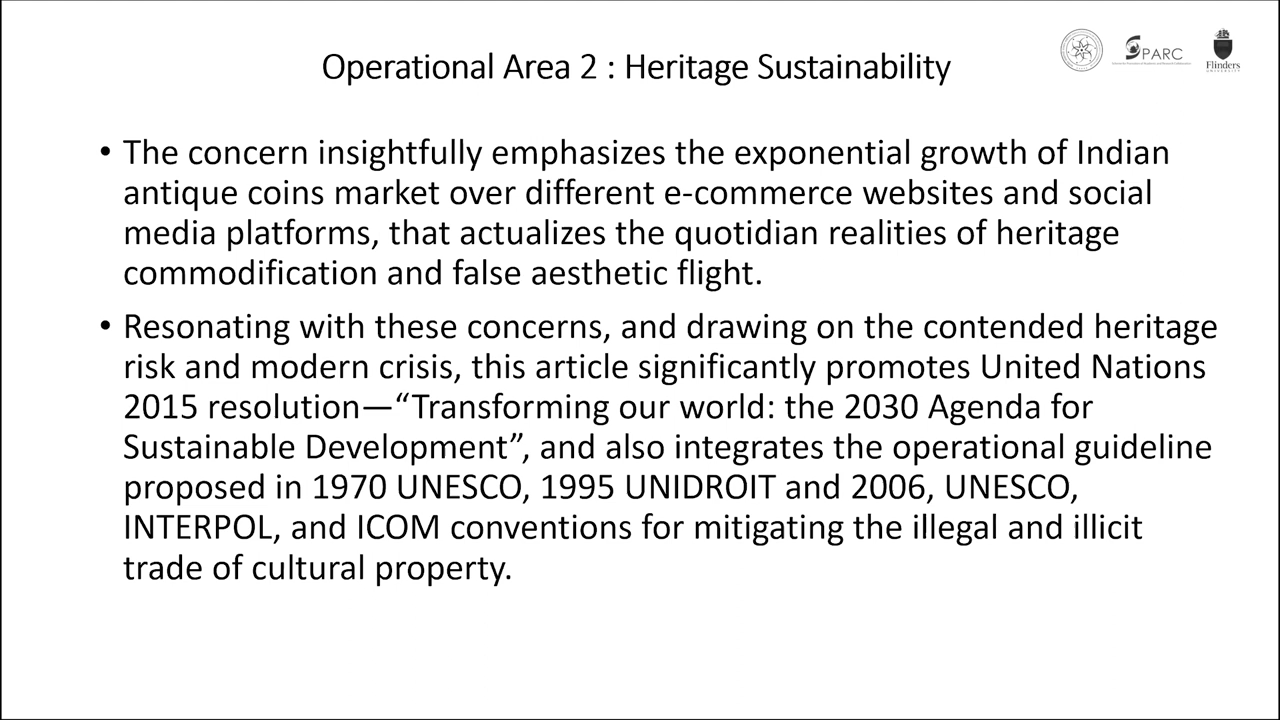 Operational Area 2 : Heritage Sustainability
SPARC
Flinders
UNIVERSITY
• The concern insightfully emphasizes the exponential growth of Indian
antique coins market over different e-commerce websites and social
media platforms, that actualizes the quotidian realities of heritage
commodification and false aesthetic flight.
• Resonating with these concerns, and drawing on the contended heritage
risk and modern crisis, this article significantly promotes United Nations
2015 resolution—“Transforming our world: the 2030 Agenda for
Sustainable Development”, and also integrates the operational guideline
proposed in 1970 UNESCO, 1995 UNIDROIT and 2006, UNESCO,
INTERPOL, and ICOM conventions for mitigating the illegal and illicit
trade of cultural property.